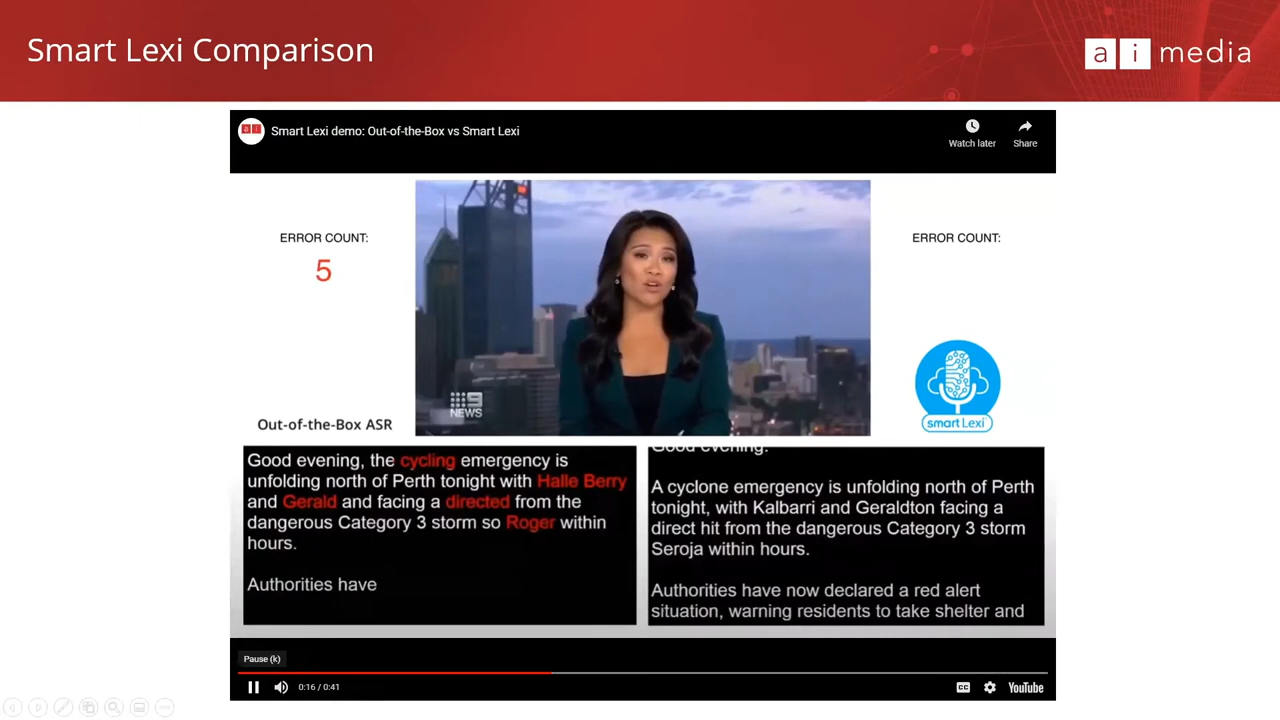 Smart Lexi Comparison
ai media
Smart Lexi demo: Out-of-the-Box vs Smart Lexi
Watch later
Share
ERROR COUNT:
5
ERROR COUNT:
9
NEWS
smart Lexi
Out-of-the-Box ASR
Good evening, the cycling emergency is
unfolding north of Perth tonight with Halle Berry
and Gerald and facing a directed from the
dangerous Category 3 storm so Roger within
hours.
Authorities have
Good evening.
A cyclone emergency is unfolding north of Perth
tonight, with Kalbarri and Geraldton facing a
direct hit from the dangerous Category 3 storm
Seroja within hours.
Authorities have now declared a red alert
situation, warning residents to take shelter and
Pause (k)
0:16 / 0:41
CC
YouTube